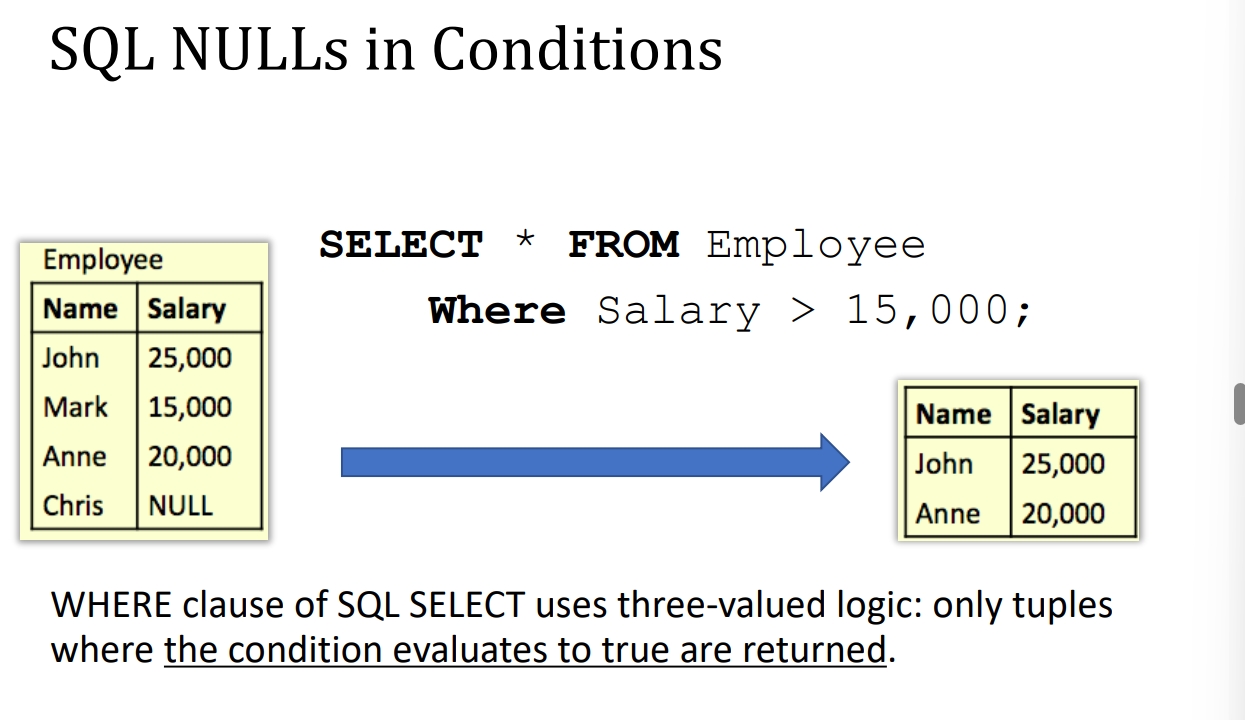 SQL NULLs in Conditions
SELECT * FROM Employee
Where Salary > 15,000;
Employee
Name Salary
John 25,000
Mark 15,000
Anne 20,000
Chris NULL
Name Salary
John 25,000
Anne 20,000
WHERE clause of SQL SELECT uses three-valued logic: only tuples
where the condition evaluates to true are returned.